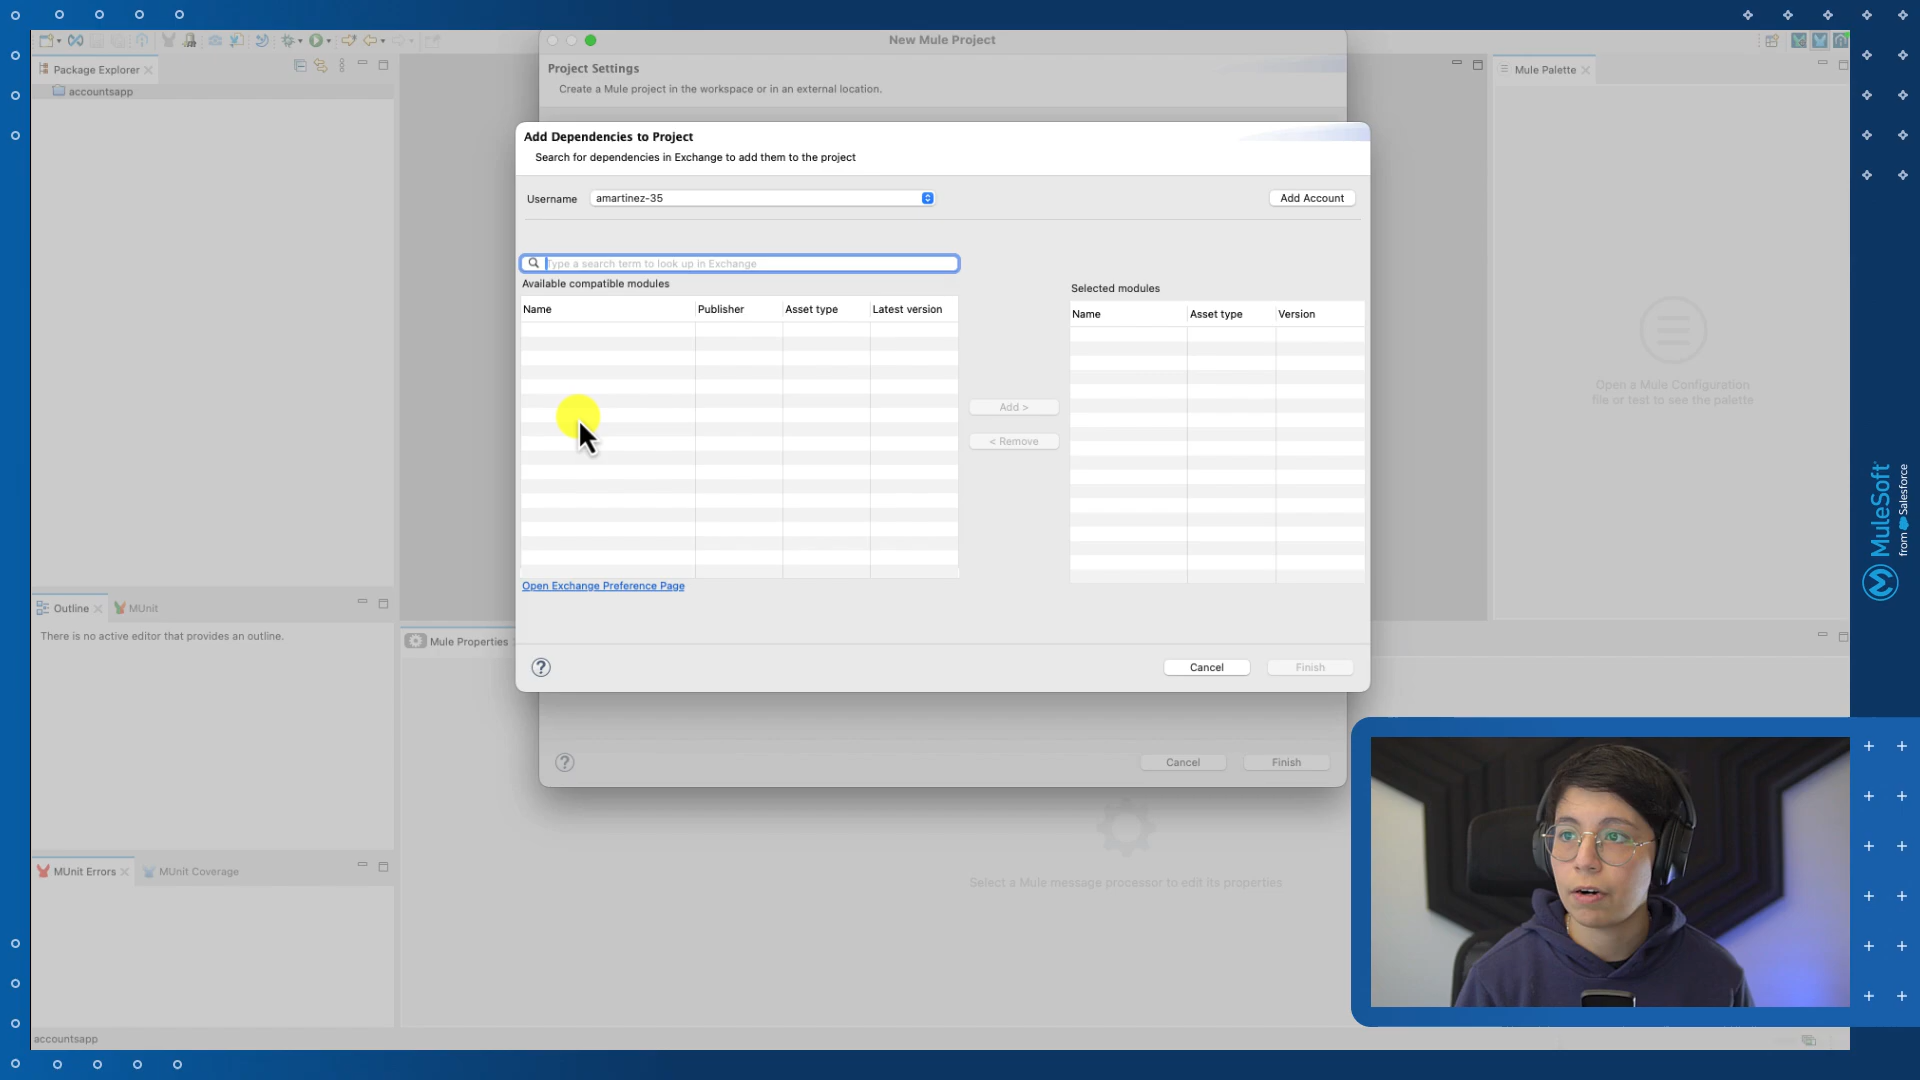 New Mule Project
Package Explorer
accountsapp
Project Settings
Create a Mule project in the workspace or in an external location.
Mule Palette
Add Dependencies to Project
Search for dependencies in Exchange to add them to the project
Username amartinez-35 Add Account
Type a search term to look up in Exchange
Available compatible modules
Selected modules
Name Publisher Asset type Latest version
Name Asset type Version
Open a Mule Configuration
file or test to see the palette
Add >
< Remove
Open Exchange Preference Page
Cancel Finish
Outline MUnit
There is no active editor that provides an outline.
Mule Properties
Cancel Finish
MUnit Errors MUnit Coverage
Select a Mule message processor to edit its properties
accountsapp
MuleSoft
from Salesforce